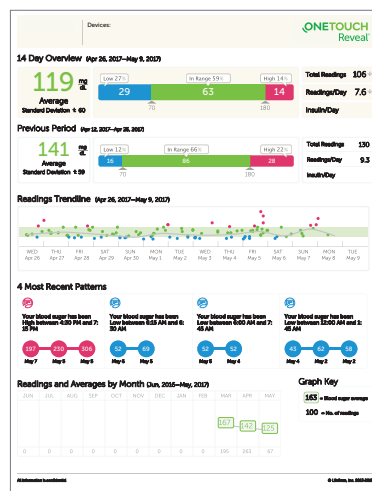 Devices:
ONETOUCH
Reveal
14 Day Overview (Apr 26, 2017—May 9, 2017)
119 mg dL
Average
Standard Deviation ± 60
Low 27% In Range 59% High 14%
29 63 14
70 180
Total Readings 106
Readings/Day 7.6
Insulin/Day
Previous Period (Apr 12, 2017—Apr 25, 2017)
141 mg dL
Average
Standard Deviation ± 59
Low 12% In Range 66% High 22%
16 86 28
70 180
Total Readings 130
Readings/Day 9.3
Insulin/Day
Readings Trendline (Apr 26, 2017—May 9, 2017)
WED THU FRI SAT SUN MON TUE WED THU FRI SAT SUN MON TUE
Apr 26 Apr 27 Apr 28 Apr 29 Apr 30 May 1 May 2 May 3 May 4 May 5 May 6 May 7 May 8 May 9
4 Most Recent Patterns
Your blood sugar has been
High between 4:20 PM and 7:
15 PM
197 230 306
May 7 May 6
Your blood sugar has been
Low between 6:15 AM and 8:
30 AM
52 69
May 5 May 6
Your blood sugar has been
Low between 6:00 AM and 7:
45 AM
52 52
May 5 May 4
Your blood sugar has been
Low between 12:00 AM and 1:
45 AM
43 62 58
May 4 May 2 May 2
Readings and Averages by Month (Jun, 2016—May, 2017)
JUN JUL AUG SEP OCT NOV DEC JAN FEB MAR APR MAY
167 142 125
0 0 0 0 0 0 0 0 0 195 363 67
Graph Key
163 = Blood sugar average
100 = No. of readings
All information is confidential.
© LifeScan, Inc.